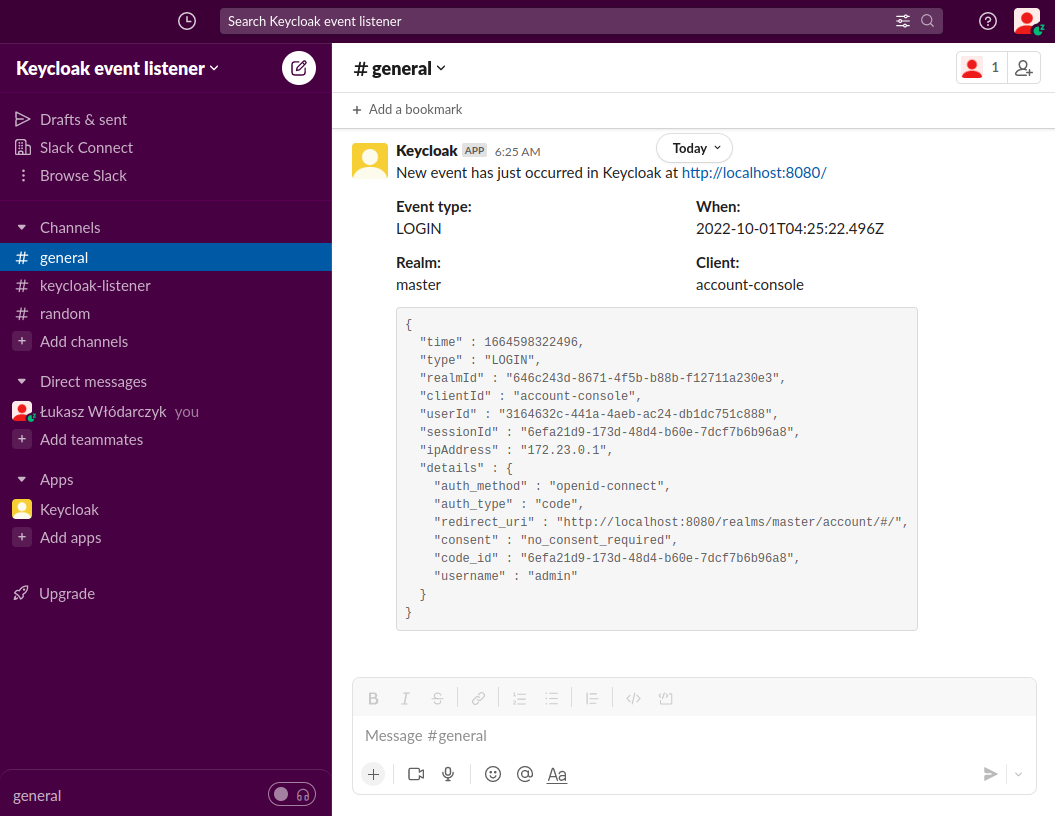 Search Keycloak event listener
Keycloak event listener
Drafts & sent
Slack Connect
Browse Slack
Channels
# general
# keycloak-listener
# random
+ Add channels
Direct messages
Łukasz Włódarczyk you
+ Add teammates
Apps
Keycloak
+ Add apps
Upgrade
general
# general
1
+ Add a bookmark
Today
Keycloak APP 6:25 AM
New event has just occurred in Keycloak at http://localhost:8080/
Event type: When:
LOGIN 2022-10-01T04:25:22.496Z
Realm: Client:
master account-console
{
"time" : 1664598322496,
"type" : "LOGIN",
"realmId" : "646c243d-8671-4f5b-b88b-f12711a230e3",
"clientId" : "account-console",
"userId" : "3164632c-441a-4aeb-ac24-db1dc751c888",
"sessionId" : "6efa21d9-173d-48d4-b60e-7dcf7b6b96a8",
"ipAddress" : "172.23.0.1",
"details" : {
"auth_method" : "openid-connect",
"auth_type" : "code",
"redirect_uri" : "http://localhost:8080/realms/master/account/#/",
"consent" : "no_consent_required",
"code_id" : "6efa21d9-173d-48d4-b60e-7dcf7b6b96a8",
"username" : "admin"
}
}
B I S
Message #general
+ @ Aa